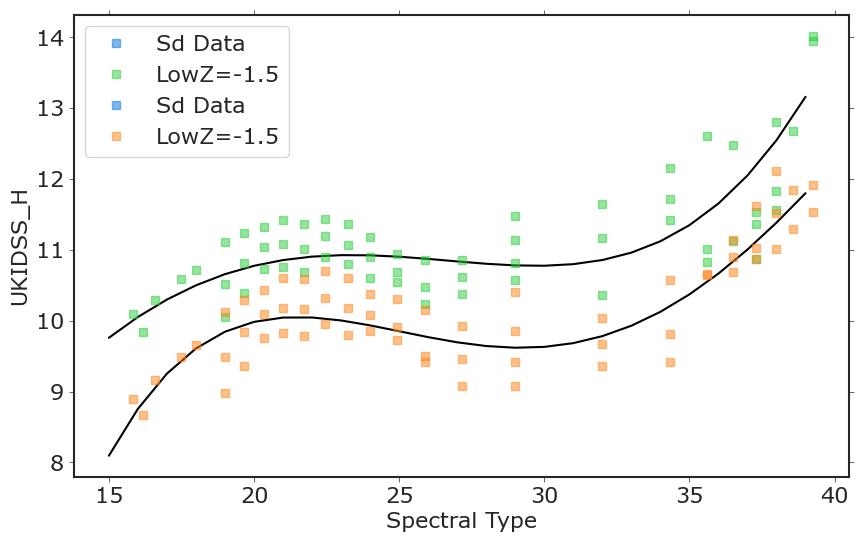 14
13
12
11
10
9
8
UKIDSS_H
Sd Data
LowZ=-1.5
Sd Data
LowZ=-1.5
15 20 25 30 35 40
Spectral Type